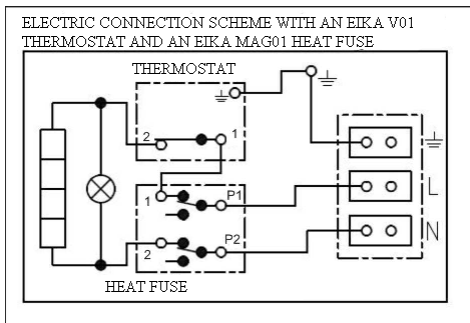 ELECTRIC CONNECTION SCHEME WITH AN EIKA V01
THERMOSTAT AND AN EIKA MAG01 HEAT FUSE
THERMOSTAT
2
1
1
P1
L
2
P2
N
HEAT FUSE